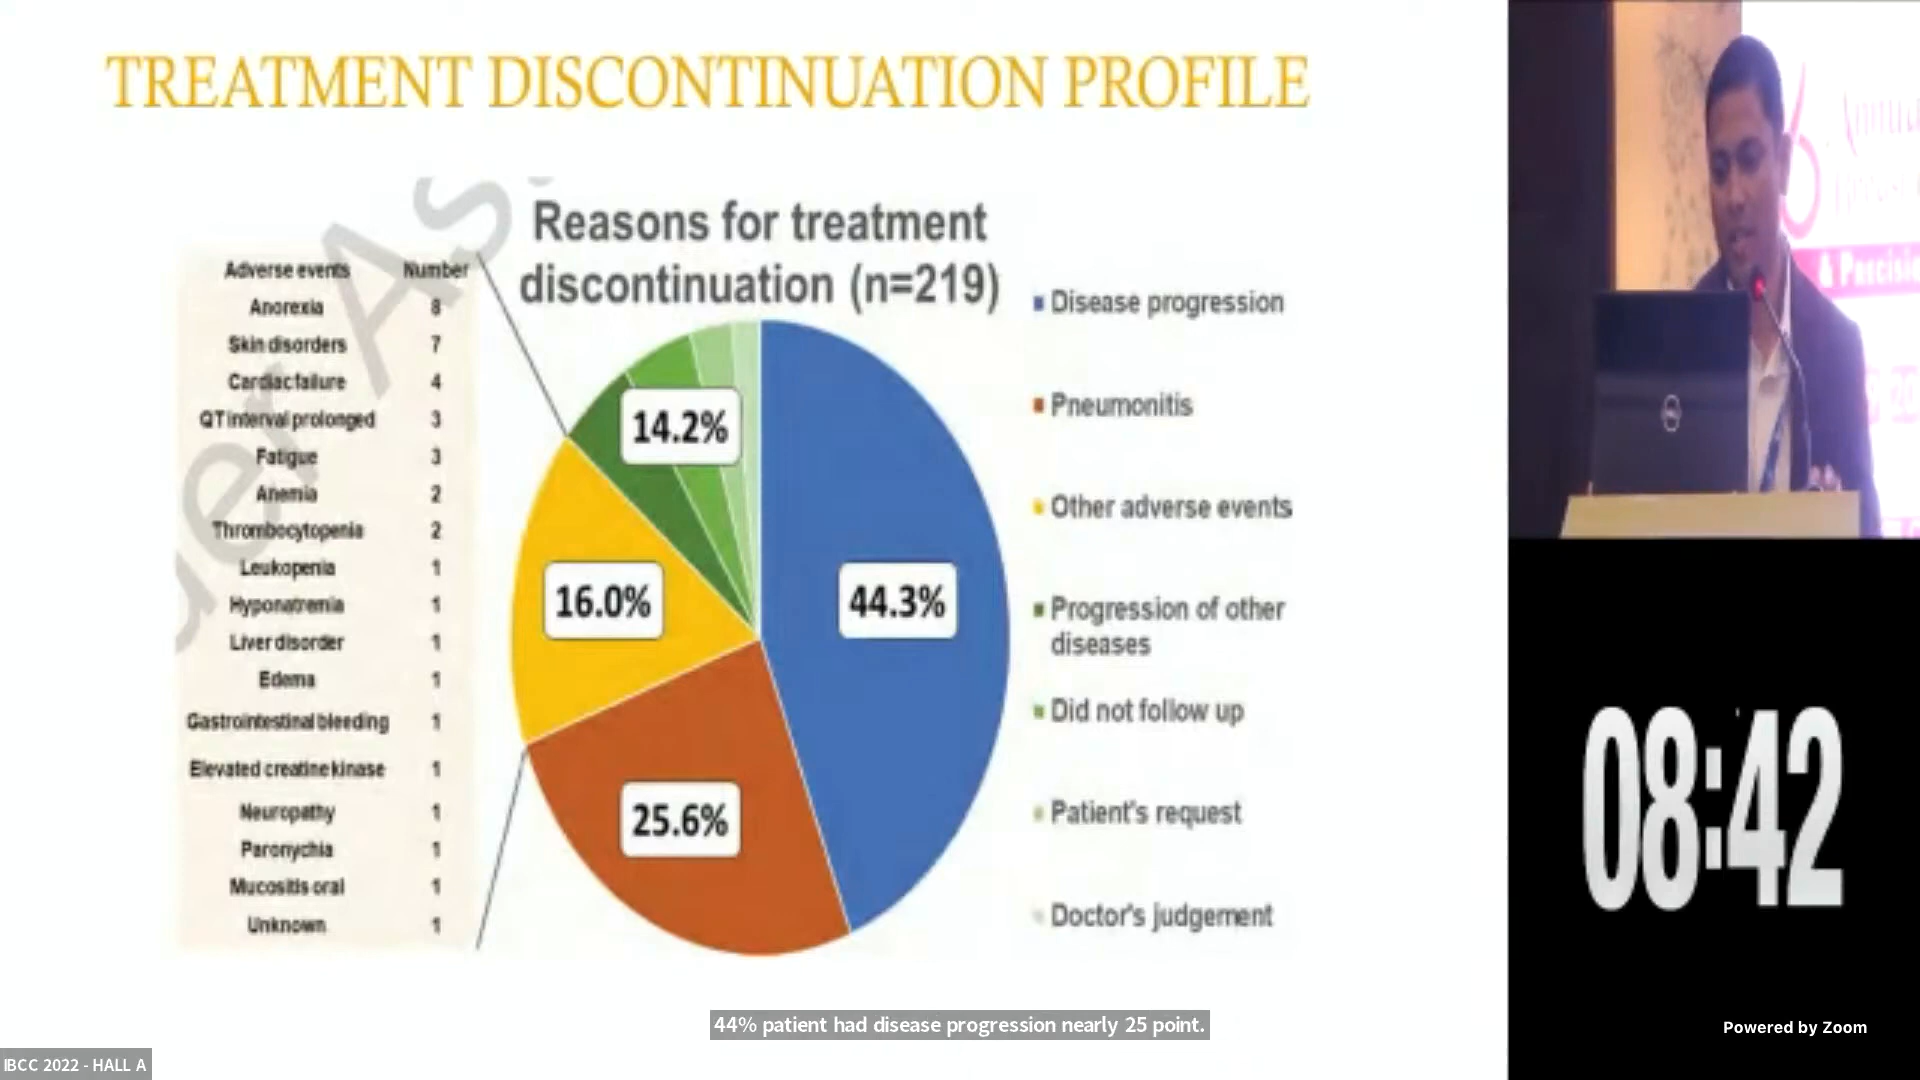 TREATMENT DISCONTINUATION PROFILE
Reasons for treatment
discontinuation (n=219)
Adverse events Number
Anorexia 8
Skin disorders 7
Cardiac failure 4
QT interval prolonged 3
Fatigue 3
Anemia 2
Thrombocytopenia 2
Leukopenia 1
Hyponatremia 1
Liver disorder 1
Edema 1
Gastrointestinal bleeding 1
Elevated creatine kinase 1
Neuropathy 1
Paronychia 1
Mucositis oral 1
Unknown 1
14.2%
16.0%
44.3%
25.6%
Disease progression
Pneumonitis
Other adverse events
Progression of other
diseases
Did not follow up
Patient's request
Doctor's judgement
44% patient had disease progression nearly 25 point.
IBCC 2022 - HALL A
08:42
Powered by Zoom